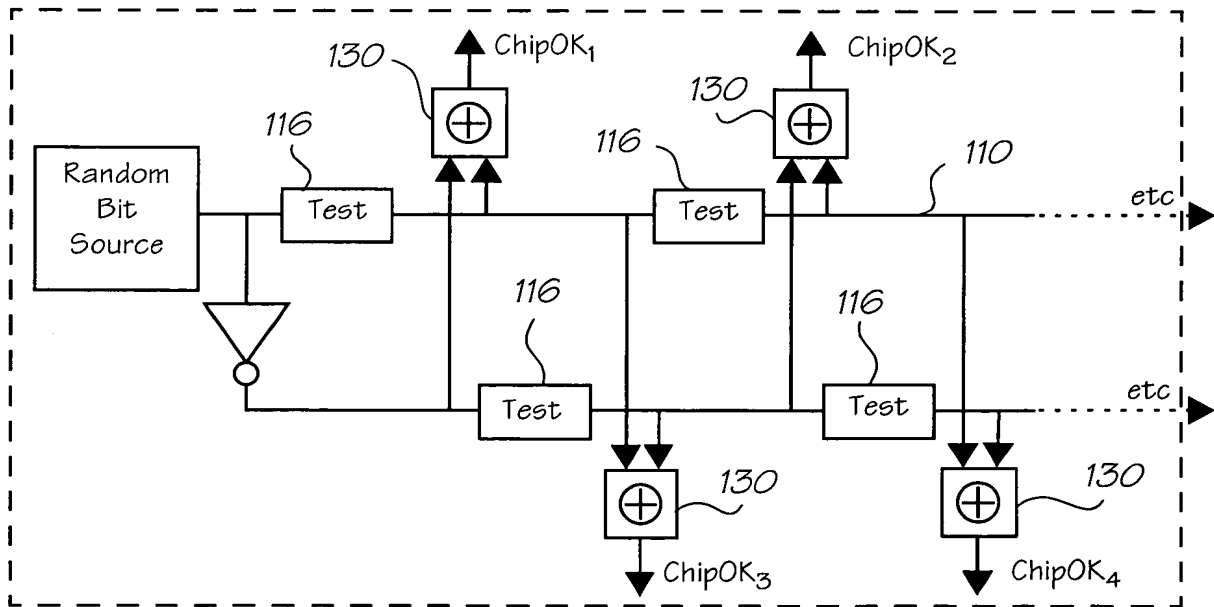 130
ChipOK1
130
ChipOK2
116
116
110
Random
Bit
Source
Test
Test
etc
116
116
Test
Test
etc
130
130
ChipOK3
ChipOK4